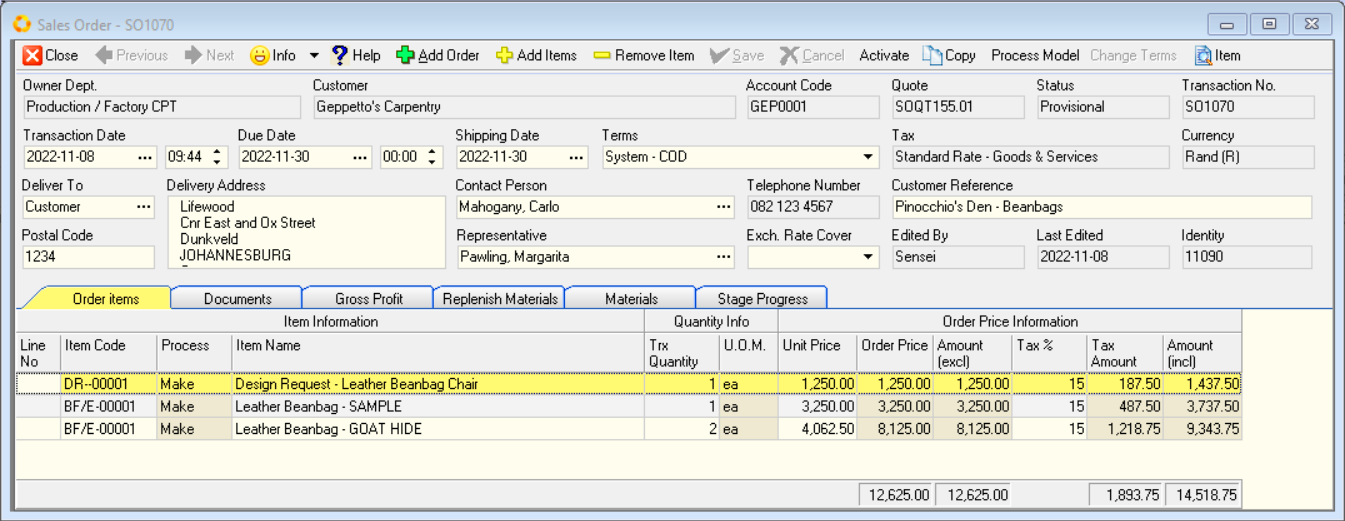 Sales Order - SO1070
Close Previous Next Info Help Add Order Add Items Remove Item Save Cancel Activate Copy Process Model Change Terms Item
Owner Dept. Customer Account Code Quote Status Transaction No.
Production / Factory CPT Geppetto's Carpentry GEP0001 SOQT155.01 Provisional SO1070
Transaction Date Due Date Shipping Date Terms Tax Currency
2022-11-08 ... 09:44 2022-11-30 ... 00:00 2022-11-30 ... System - COD Standard Rate - Goods & Services Rand (R)
Deliver To Delivery Address Contact Person Telephone Number Customer Reference
Customer ... Lifewood Mahogany, Carlo ... 082 123 4567 Pinocchio's Den - Beanbags
Cnr East and Ox Street
Postal Code Dunkveld Representative Exch. Rate Cover Edited By Last Edited Identity
1234 JOHANNESBURG Pawling, Margarita ... Sensei 2022-11-08 11090
Order items Documents Gross Profit Replenish Materials Materials Stage Progress
Item Information Quantity Info Order Price Information
Line No Item Code Process Item Name Trx Quantity U.O.M. Unit Price Order Price Amount (excl) Tax % Tax Amount Amount (incl)
DR--00001 Make Design Request - Leather Beanbag Chair 1 ea 1,250.00 1,250.00 1,250.00 15 187.50 1,437.50
BF/E-00001 Make Leather Beanbag - SAMPLE 1 ea 3,250.00 3,250.00 3,250.00 15 487.50 3,737.50
BF/E-00001 Make Leather Beanbag - GOAT HIDE 2 ea 4,062.50 8,125.00 8,125.00 15 1,218.75 9,343.75
12,625.00 12,625.00 1,893.75 14,518.75